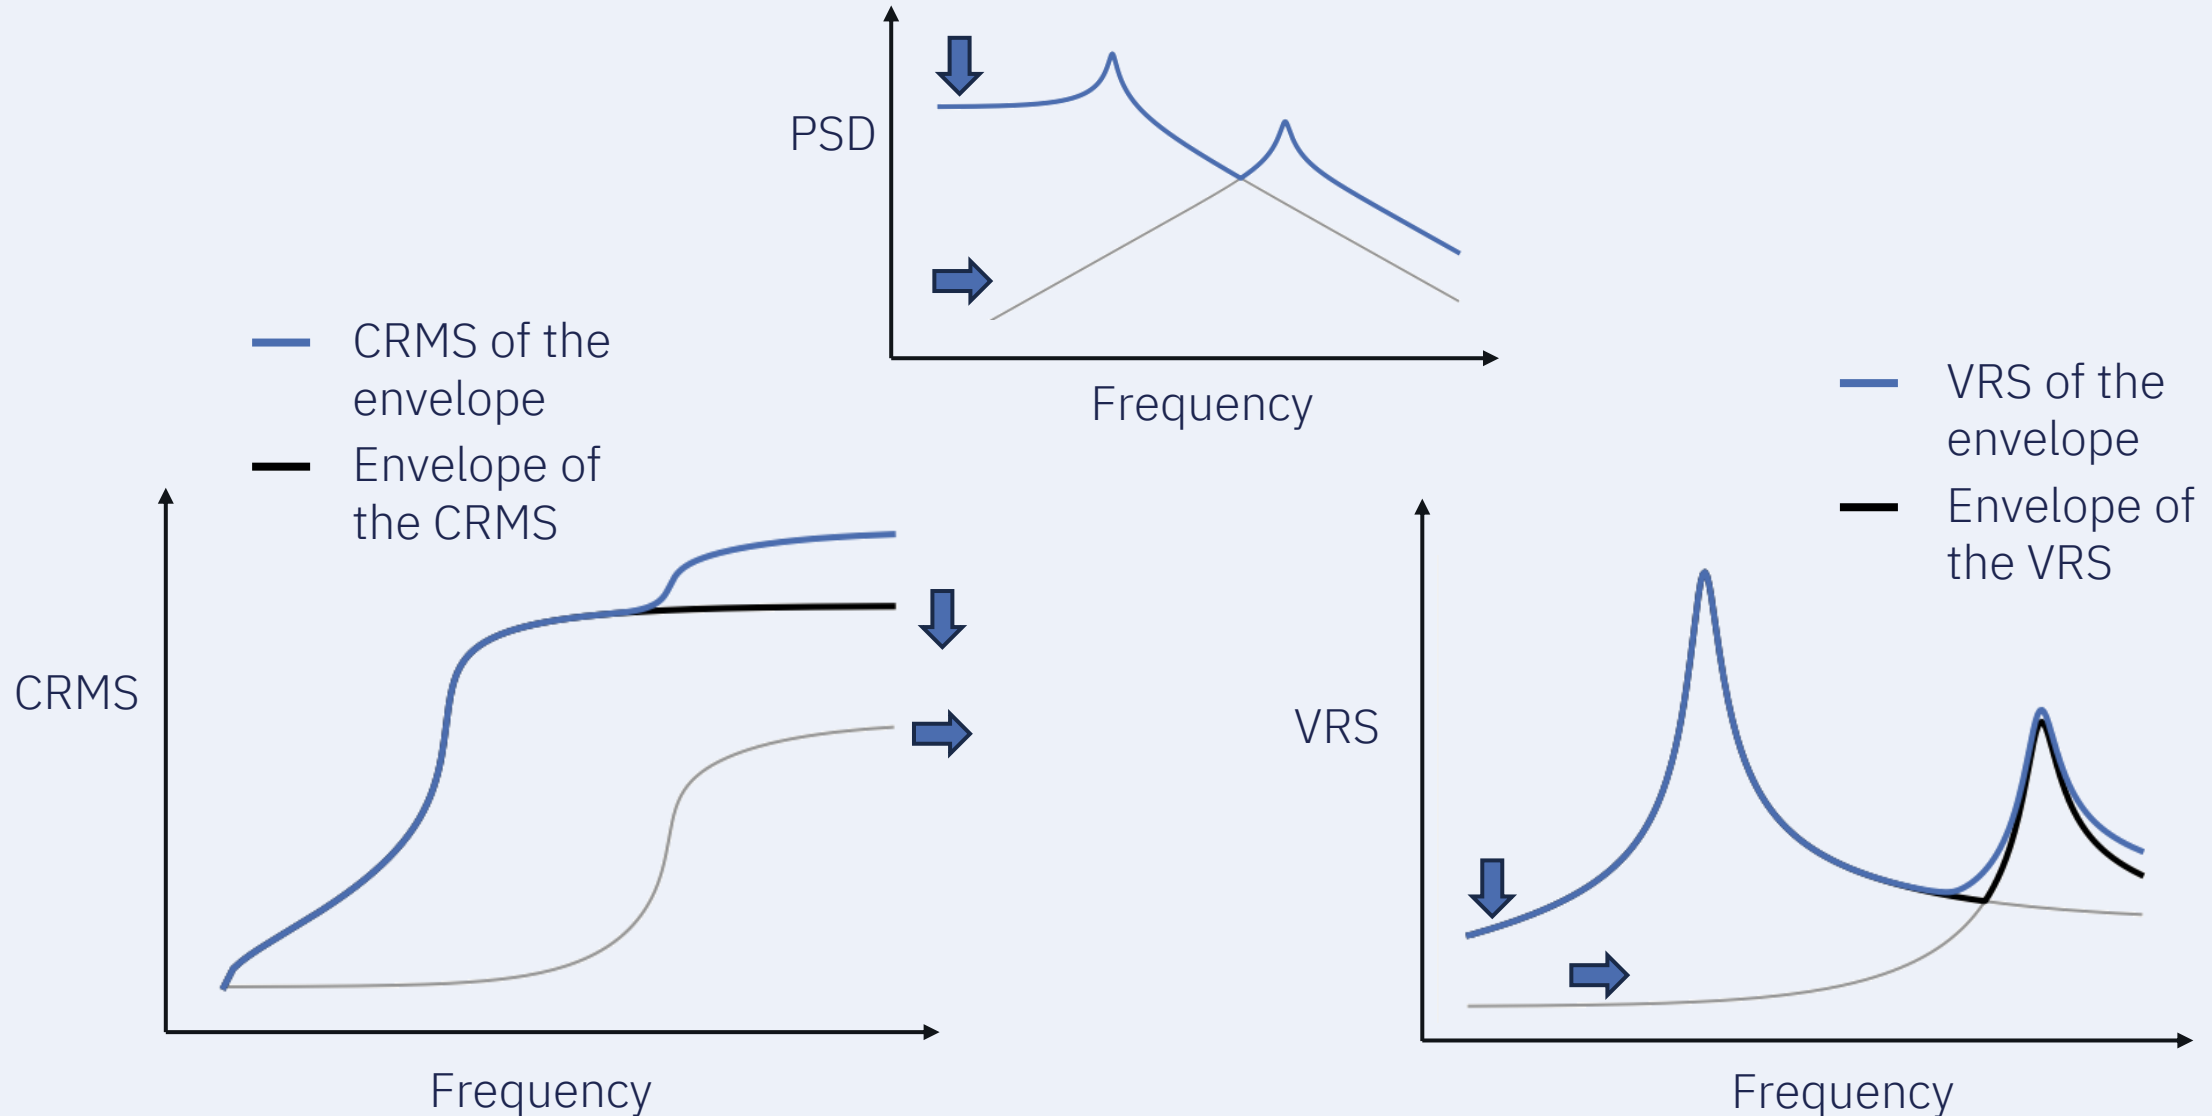 PSD
Frequency
CRMS of the
envelope
Envelope of
the CRMS
CRMS
Frequency
VRS of the
envelope
Envelope of
the VRS
VRS
Frequency